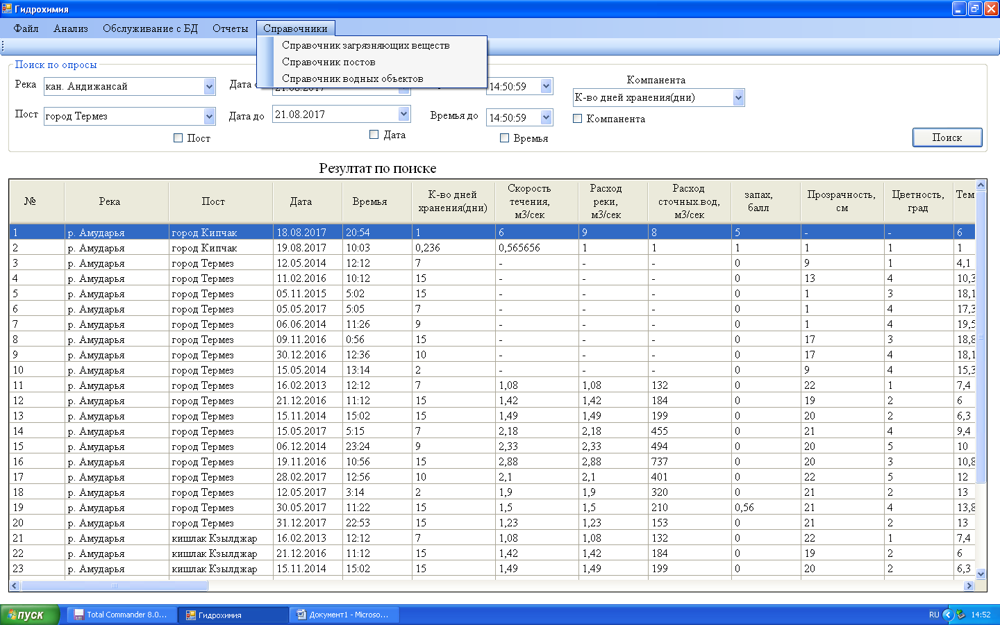 Гидрохимия
Файл Анализ Обслуживание с БД Отчеты Справочники
Справочник загрязняющих веществ
Справочник постов
Справочник водных объектов
Поиск по опросы
Река кан. Андижансай Дата 14:50:59
Компанента
К-во дней хранения(дни)
Пост город Термез Дата до 21.08.2017 Времья до 14:50:59
Компанента
Пост Дата Времья
Поиск
Резултат по поиске
№ Река Пост Дата Времья К-во дней хранения(дни) Скорость течения, м3/сек Расход реки, м3/сек Расход сточных.вод, м3/сек запах, балл Прозрачность, см Цветность, град Тем
1 р. Амударья город Кипчак 18.08.2017 20:54 1 6 9 8 5 - - 6
2 р. Амударья город Кипчак 19.08.2017 10:03 0,236 0,565656 1 1 1 1 1 1
3 р. Амударья город Термез 12.05.2014 12:12 7 - - - 0 9 1 4,1
4 р. Амударья город Термез 11.02.2016 10:12 15 - - - 0 13 4 10,3
5 р. Амударья город Термез 05.11.2015 5:02 15 - - - 0 1 3 18,1
6 р. Амударья город Термез 05.05.2017 5:05 7 - - - 0 1 4 17,3
7 р. Амударья город Термез 06.06.2014 11:26 9 - - - 0 1 4 19,5
8 р. Амударья город Термез 09.11.2016 0:56 15 - - - 0 17 3 18,8
9 р. Амударья город Термез 30.12.2016 12:36 10 - - - 0 17 4 18,1
10 р. Амударья город Термез 15.05.2014 13:14 2 - - - 0 9 4 15,3
11 р. Амударья город Термез 16.02.2013 12:12 7 1,08 1,08 132 0 22 1 7,4
12 р. Амударья город Термез 21.12.2016 11:12 15 1,42 1,42 184 0 19 2 6
13 р. Амударья город Термез 15.11.2014 15:02 15 1,49 1,49 199 0 20 2 6,3
14 р. Амударья город Термез 15.05.2017 5:15 7 2,18 2,18 455 0 21 4 9,4
15 р. Амударья город Термез 06.12.2014 23:24 9 2,33 2,33 494 0 20 5 10
16 р. Амударья город Термез 19.11.2016 10:56 15 2,88 2,88 737 0 20 3 10,8
17 р. Амударья город Термез 28.02.2017 12:56 10 2,1 2,1 401 0 22 5 12
18 р. Амударья город Термез 12.05.2017 3:14 2 1,9 1,9 320 0 21 2 13
19 р. Амударья город Термез 30.05.2017 11:22 15 1,5 1,5 210 0,56 21 4 13,8
20 р. Амударья город Термез 31.12.2017 22:53 15 1,23 1,23 153 0 21 2 13
21 р. Амударья кишлак Кзылджар 16.02.2013 12:12 7 1,08 1,08 132 0 22 1 7,4
22 р. Амударья кишлак Кзылджар 21.12.2016 11:12 15 1,42 1,42 184 0 19 2 6
23 р. Амударья кишлак Кзылджар 15.11.2014 15:02 15 1,49 1,49 199 0 20 2 6,3
пуск Total Commander 8.0... Гидрохимия Документ1 - Microso... RU 14:52